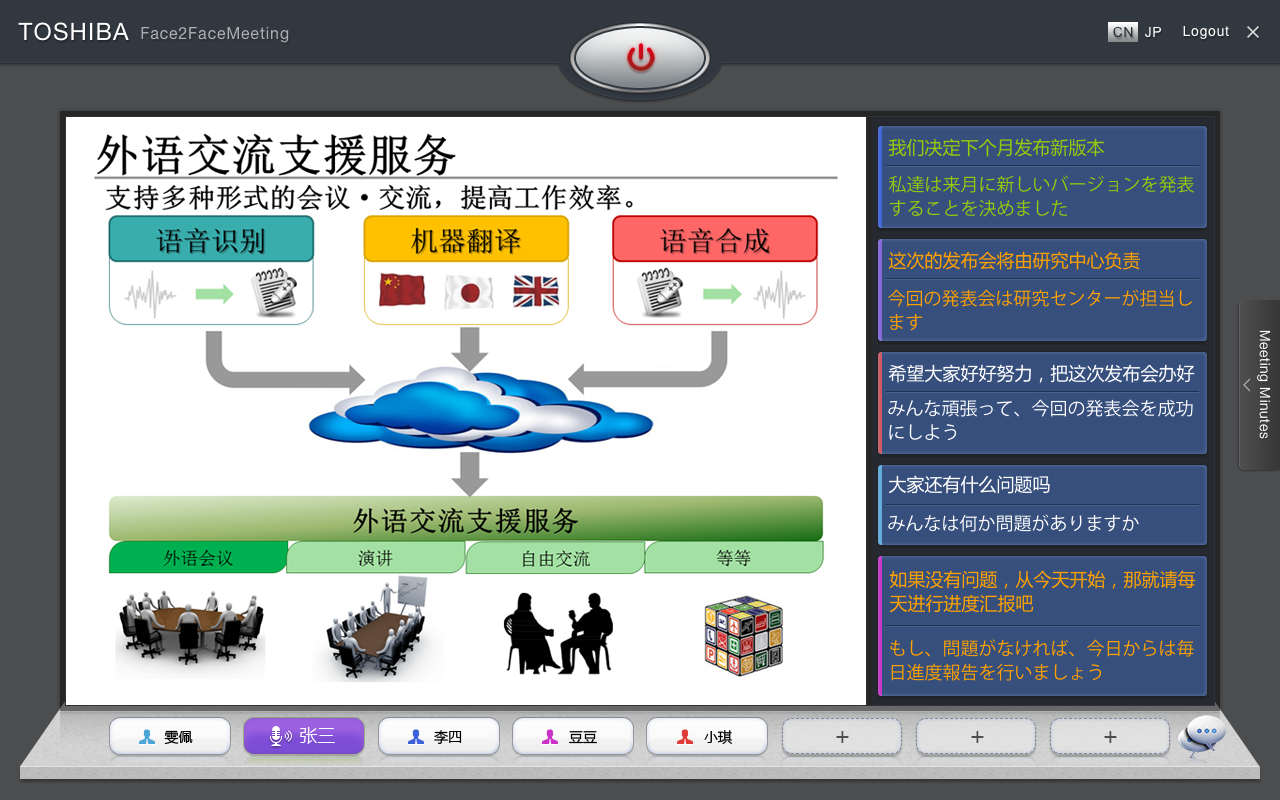 TOSHIBA Face2FaceMeeting
CN JP Logout
外语交流支援服务
支持多种形式的会议·交流，提高工作效率。
语音识别
机器翻译
语音合成
外语交流支援服务
外语会议
演讲
自由交流
等等
我们决定下个月发布新版本
私達は来月に新しいバージョンを発表
することを決めました
这次的发布会将由研究中心负责
今回の発表会は研究センターが担当し
ます
希望大家好好努力，把这次发布会办好
みんな頑張って、今回の発表会を成功
にしよう
大家还有什么问题吗
みんなは何か問題がありますか
如果没有问题，从今天开始，那就请每
天进行进度汇报吧
もし、問題がなければ、今日からは毎
日進度報告を行いましょう
Meeting Minutes
雯佩
张三
李四
豆豆
小琪